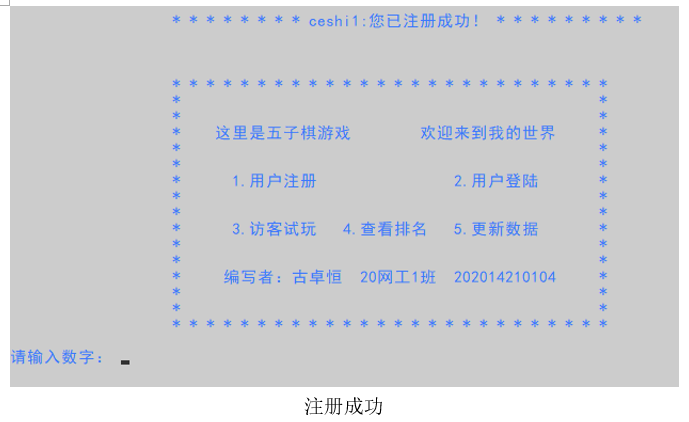 * * * * * * * * ceshi1:您已注册成功！ * * * * * * * * *
* * * * * * * * * * * * * * * * * * * * * * * * * *
* *
* *
* 这里是五子棋游戏 欢迎来到我的世界 *
* *
* *
* 1.用户注册 2.用户登陆 *
* *
* *
* 3.访客试玩 4.查看排名 5.更新数据 *
* *
* *
* 编写者：古卓恒 20网工1班 202014210104 *
* *
* *
* * * * * * * * * * * * * * * * * * * * * * * * * *
请输入数字：
注册成功